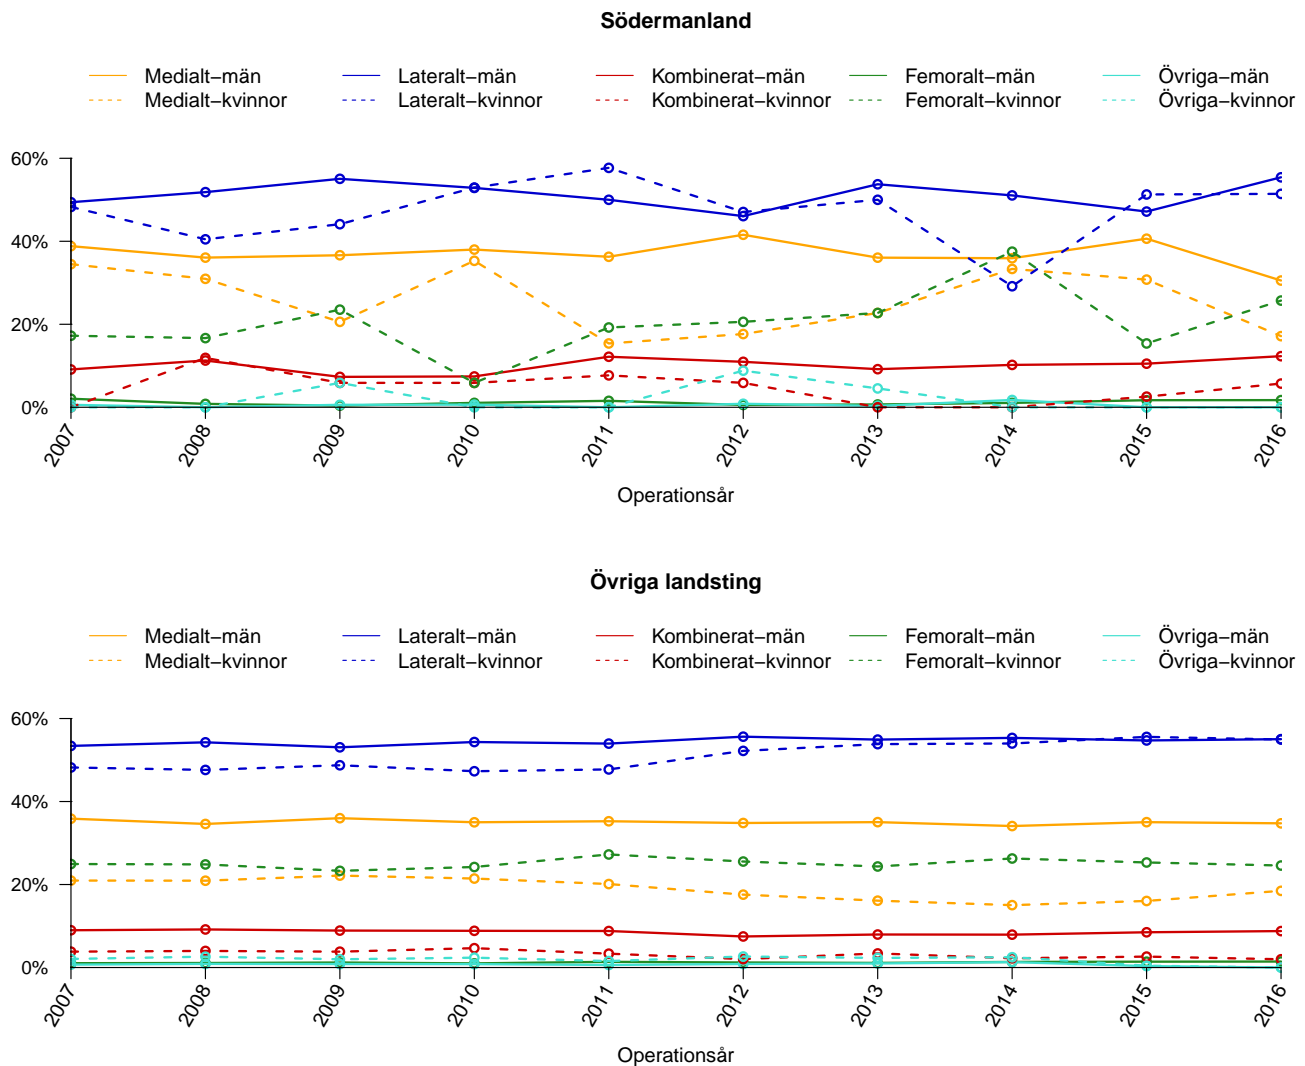 Södermanland
Medialt−män Lateralt−män Kombinerat−män Femoralt−män Övriga−män
Medialt−kvinnor Lateralt−kvinnor Kombinerat−kvinnor Femoralt−kvinnor Övriga−kvinnor
60%
40%
20%
0%
2007 2008 2009 2010 2011 2012 2013 2014 2015 2016
Operationsår
Övriga landsting
Medialt−män Lateralt−män Kombinerat−män Femoralt−män Övriga−män
Medialt−kvinnor Lateralt−kvinnor Kombinerat−kvinnor Femoralt−kvinnor Övriga−kvinnor
60%
40%
20%
0%
2007 2008 2009 2010 2011 2012 2013 2014 2015 2016
Operationsår